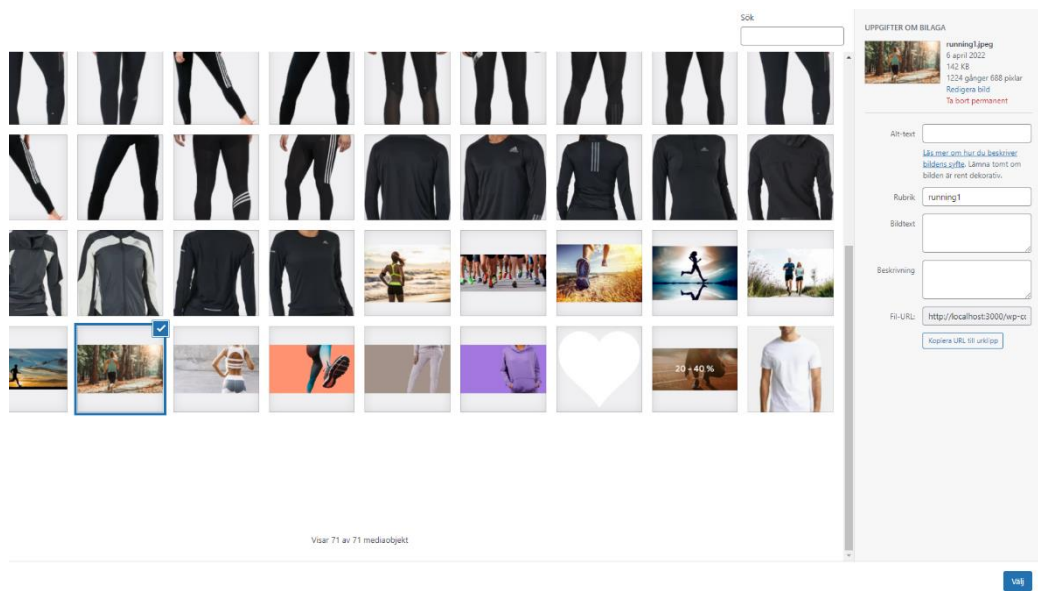 Sök
UPPGIFTER OM BILAGA
running1.jpeg
6 april 2022
142 KB
1224 gånger 688 pixlar
Redigera bild
Ta bort permanent
Alt-text
Läs mer om hur du beskriver
bildens syfte. Lämna tomt om
bilden är rent dekorativ.
Rubrik
running1
Bildtext
Beskrivning
Fil-URL:
http://localhost:3000/wp-co
Kopiera URL till urklipp
20 - 40 %
Visar 71 av 71 mediaobjekt
Välj